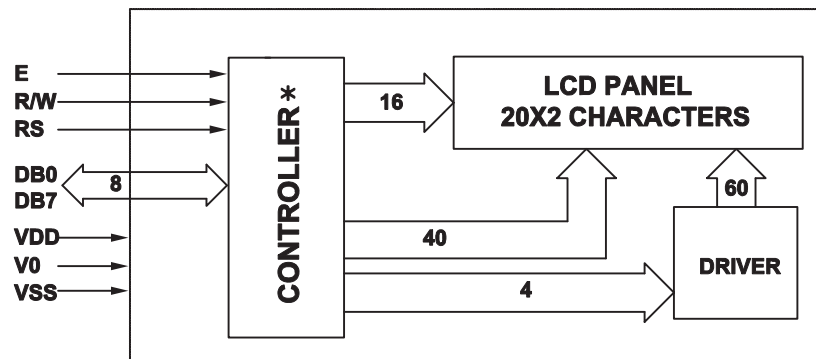 E
R/W
RS
DB0
DB7
VDD
V0
VSS
8
CONTROLLER*
16
LCD PANEL
20X2 CHARACTERS
40
60
4
DRIVER